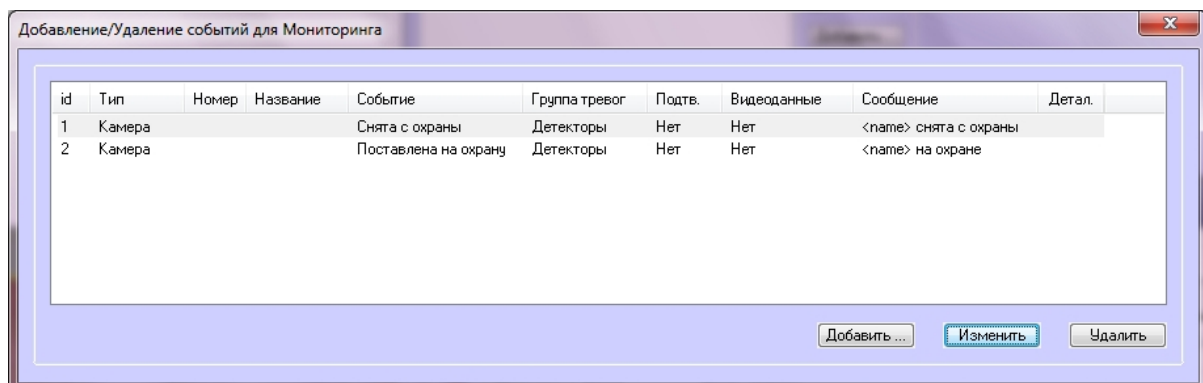 Добавление/Удаление событий для Мониторинга
id Тип Номер Название Событие Группа тревог Подтв. Видеоданные Сообщение Детал.
1 Камера Снята с охраны Детекторы Нет Нет <name> снята с охраны
2 Камера Поставлена на охрану Детекторы Нет Нет <name> на охране
Добавить ... Изменить Удалить